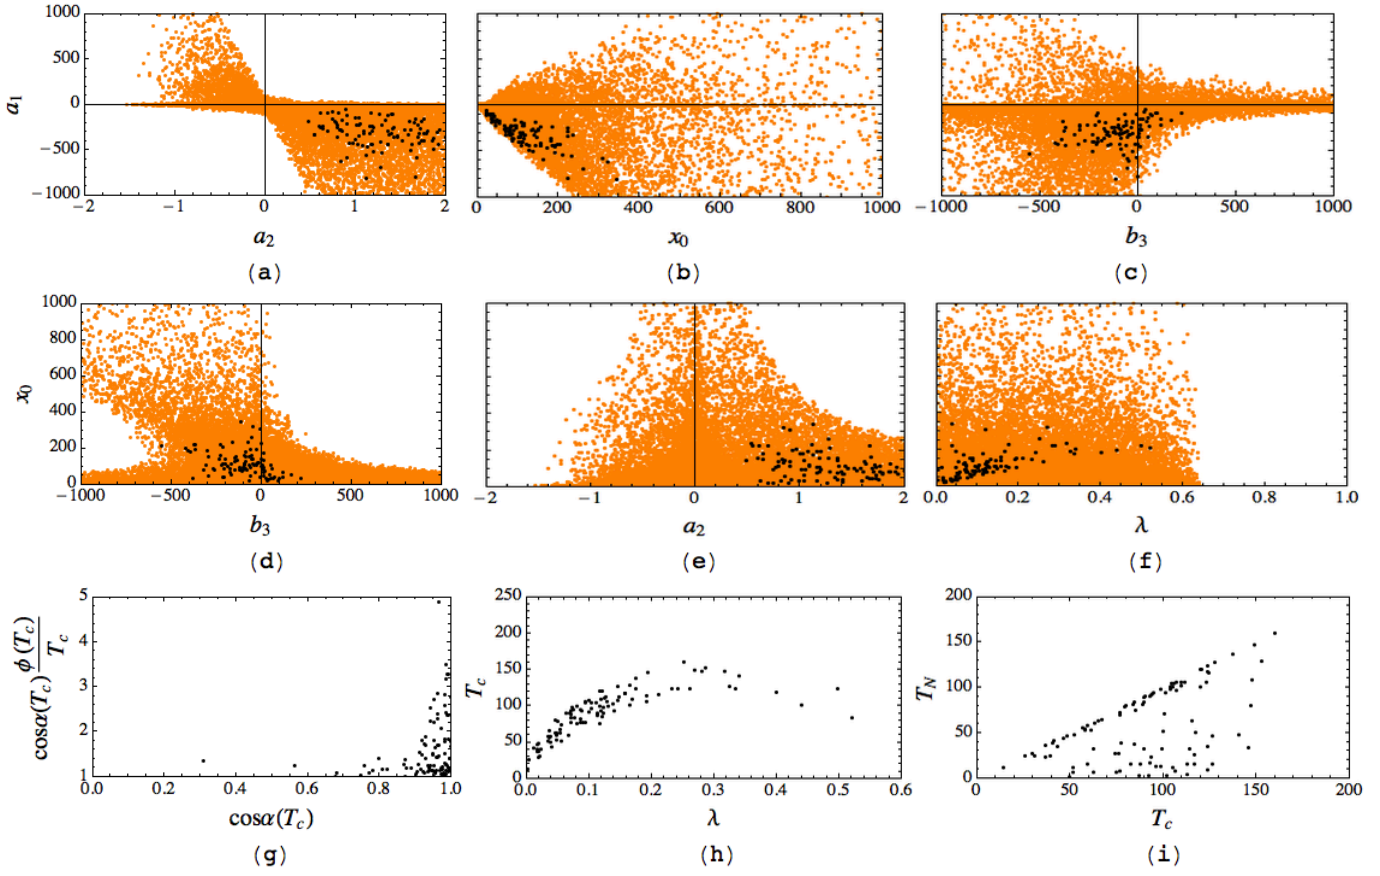 1000
500
0
−500
−1000
a1
−2 −1 0 1 2
a2
(a)
0 200 400 600 800 1000
x0
(b)
−1000 −500 0 500 1000
b3
(c)
1000
800
600
400
200
0
x0
−1000 −500 0 500 1000
b3
(d)
−2 −1 0 1 2
a2
(e)
0.0 0.2 0.4 0.6 0.8 1.0
λ
(f)
5
4
3
2
1
cosα(Tc) ϕ(Tc)/Tc
0.0 0.2 0.4 0.6 0.8 1.0
cosα(Tc)
(g)
250
200
150
100
50
0
Tc
0.0 0.1 0.2 0.3 0.4 0.5 0.6
λ
(h)
200
150
100
50
0
TN
0 50 100 150 200
Tc
(i)